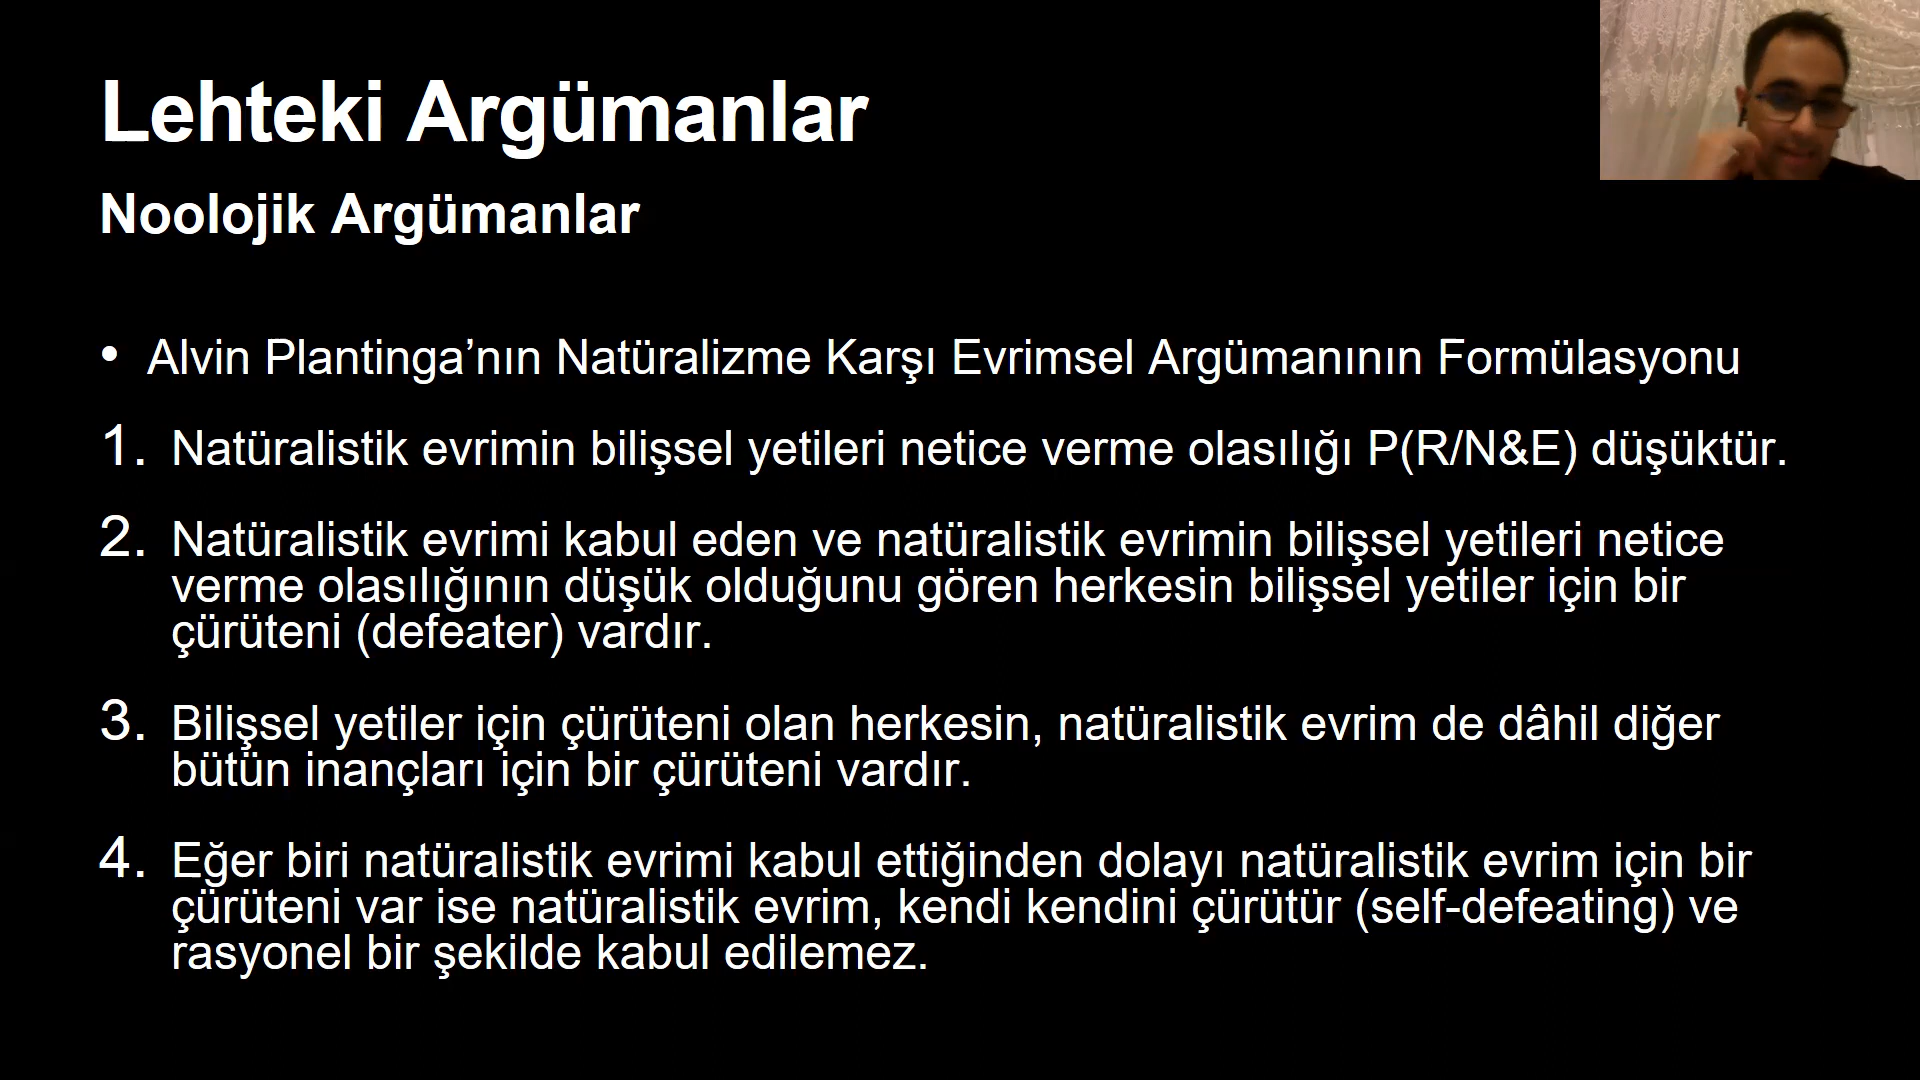 Lehteki Argümanlar
Noolojik Argümanlar
• Alvin Plantinga’nın Natüralizme Karşı Evrimsel Argümanının Formülasyonu
1. Natüralistik evrimin bilişsel yetileri netice verme olasılığı P(R/N&E) düşüktür.
2. Natüralistik evrimi kabul eden ve natüralistik evrimin bilişsel yetileri netice
verme olasılığının düşük olduğunu gören herkesin bilişsel yetiler için bir
çürüteni (defeater) vardır.
3. Bilişsel yetiler için çürüteni olan herkesin, natüralistik evrim de dâhil diğer
bütün inançları için bir çürüteni vardır.
4. Eğer biri natüralistik evrimi kabul ettiğinden dolayı natüralistik evrim için bir
çürüteni var ise natüralistik evrim, kendi kendini çürütür (self-defeating) ve
rasyonel bir şekilde kabul edilemez.